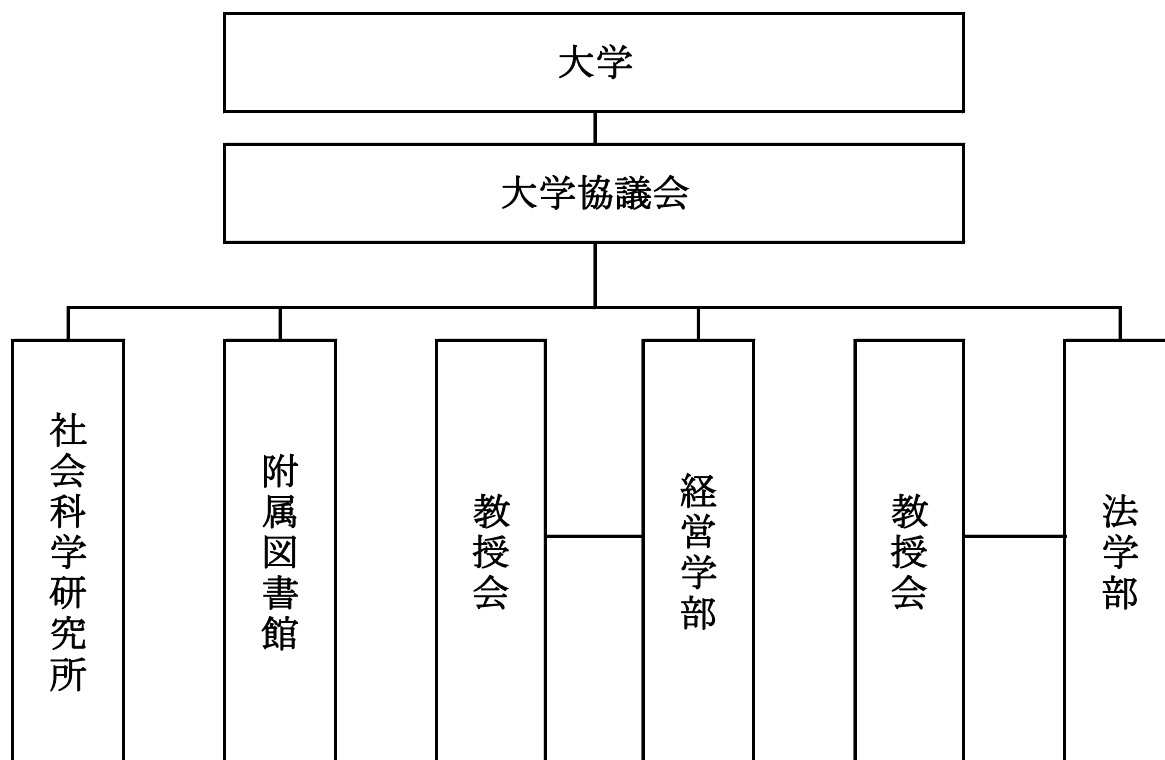 大学
大学協議会
法学部
教授会
経営学部
教授会
附属図書館
社会科学研究所